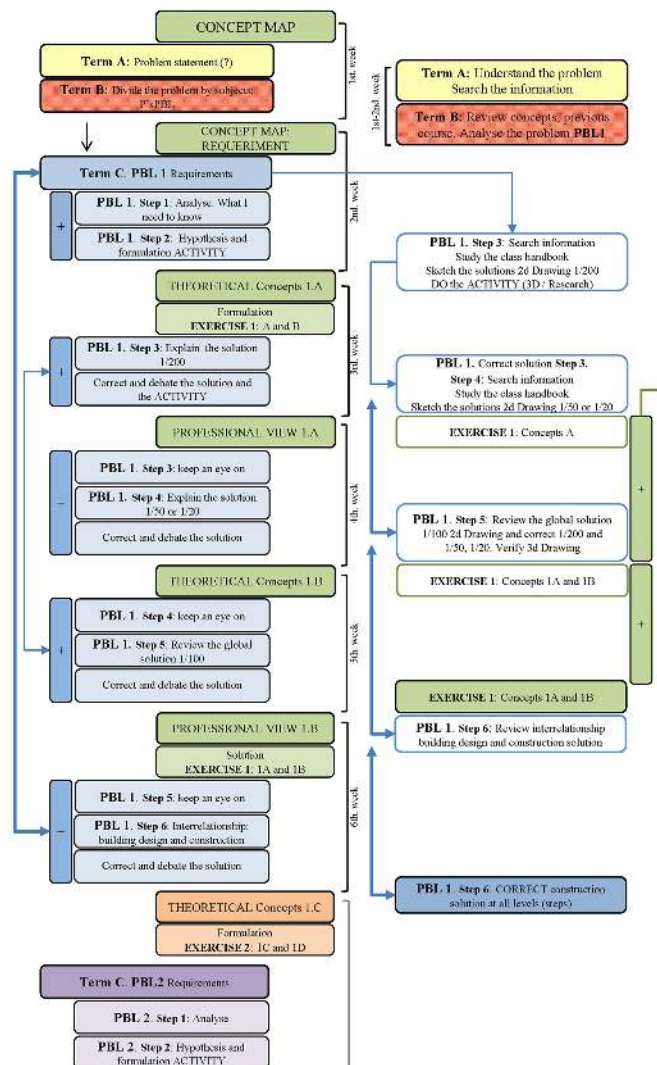 CONCEPT MAP
Term A: Problem statement (?)
Term B: Divide the problem by subjects:
P'sPBL
1st. week
Term A: Understand the problem
Search the information
Term B: Review concepts, previous
course. Analyse the problem PBL1
1st-2nd. week
CONCEPT MAP:
REQUERIMENT
Term C. PBL 1 Requirements
+
PBL 1. Step 1: Analyse. What I
need to know
PBL 1. Step 2: Hypothesis and
formulation ACTIVITY
2nd. week
PBL 1. Step 3: Search information
Study the class handbook
Sketch the solutions 2d Drawing 1/200
DO the ACTIVITY (3D / Research)
THEORETICAL Concepts 1.A
Formulation
EXERCISE 1: A and B
+
PBL 1. Step 3: Explain the solution
1/200
Correct and debate the solution and
the ACTIVITY
3rd. week
PBL 1. Correct solution Step 3.
Step 4: Search information
Study the class handbook
Sketch the solutions 2d Drawing 1/50 or 1/20
EXERCISE 1: Concepts A
+
PROFESSIONAL VIEW 1.A
–
PBL 1. Step 3: keep an eye on
PBL 1. Step 4: Explain the solution
1/50 or 1/20
Correct and debate the solution
4th. week
PBL 1. Step 5: Review the global solution
1/100 2d Drawing and correct 1/200 and
1/50, 1/20. Verify 3d Drawing
EXERCISE 1: Concepts 1A and 1B
+
THEORETICAL Concepts 1.B
+
PBL 1. Step 4: keep an eye on
PBL 1. Step 5: Review the global
solution 1/100
Correct and debate the solution
5th. week
EXERCISE 1: Concepts 1A and 1B
PBL 1. Step 6: Review interrelationship
building design and construction solution
PROFESSIONAL VIEW 1.B
Solution
EXERCISE 1: 1A and 1B
–
PBL 1. Step 5: keep an eye on
PBL 1. Step 6: Interrelationship:
building design and construction
Correct and debate the solution
6th. week
PBL 1. Step 6: CORRECT construction
solution at all levels (steps)
THEORETICAL Concepts 1.C
Formulation
EXERCISE 2: 1C and 1D
Term C. PBL2 Requirements
PBL 2. Step 1: Analyse
PBL 2. Step 2: Hypothesis and
formulation ACTIVITY